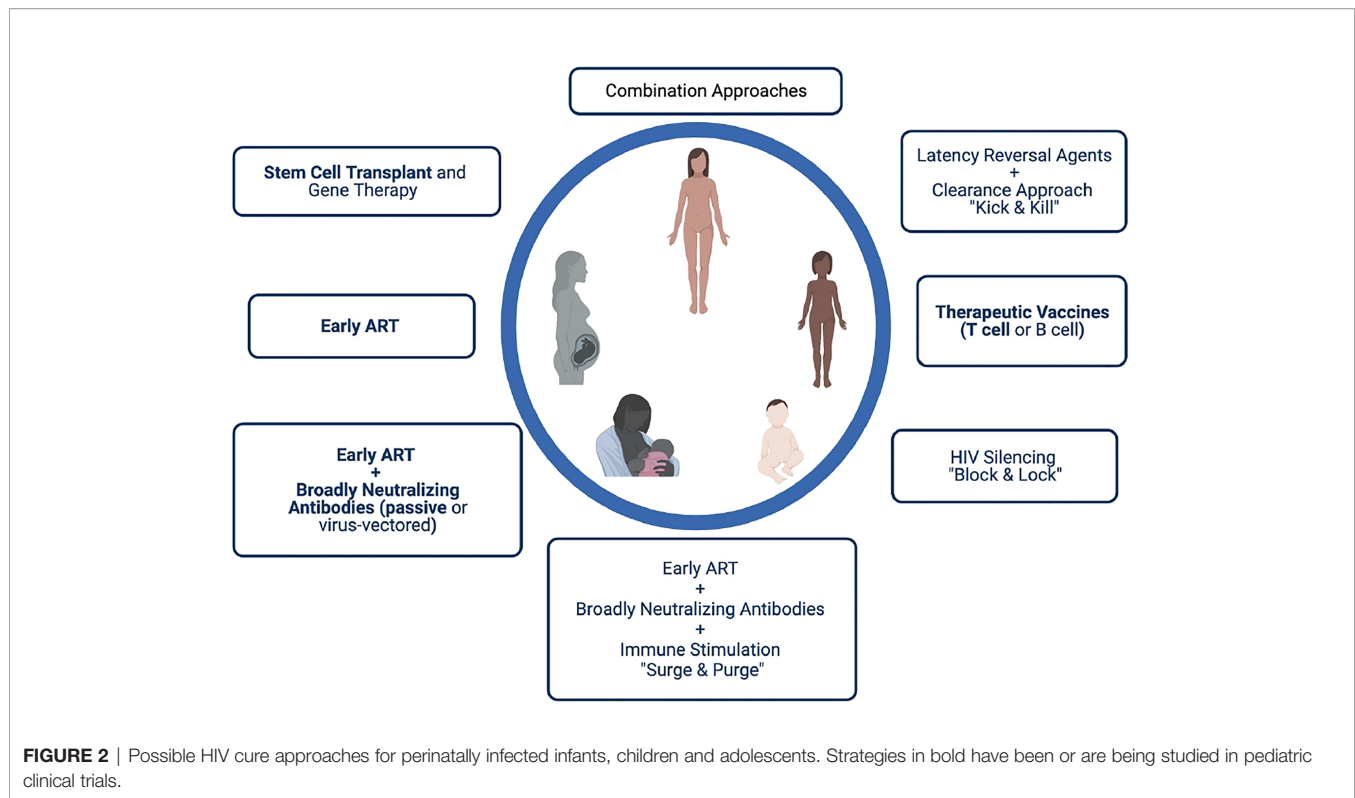 Combination Approaches
Stem Cell Transplant and
Gene Therapy
Latency Reversal Agents
+
Clearance Approach
"Kick & Kill"
Early ART
Therapeutic Vaccines
(T cell or B cell)
Early ART
+
Broadly Neutralizing
Antibodies (passive or
virus-vectored)
HIV Silencing
"Block & Lock"
Early ART
+
Broadly Neutralizing Antibodies
+
Immune Stimulation
"Surge & Purge"
FIGURE 2 | Possible HIV cure approaches for perinatally infected infants, children and adolescents. Strategies in bold have been or are being studied in pediatric
clinical trials.